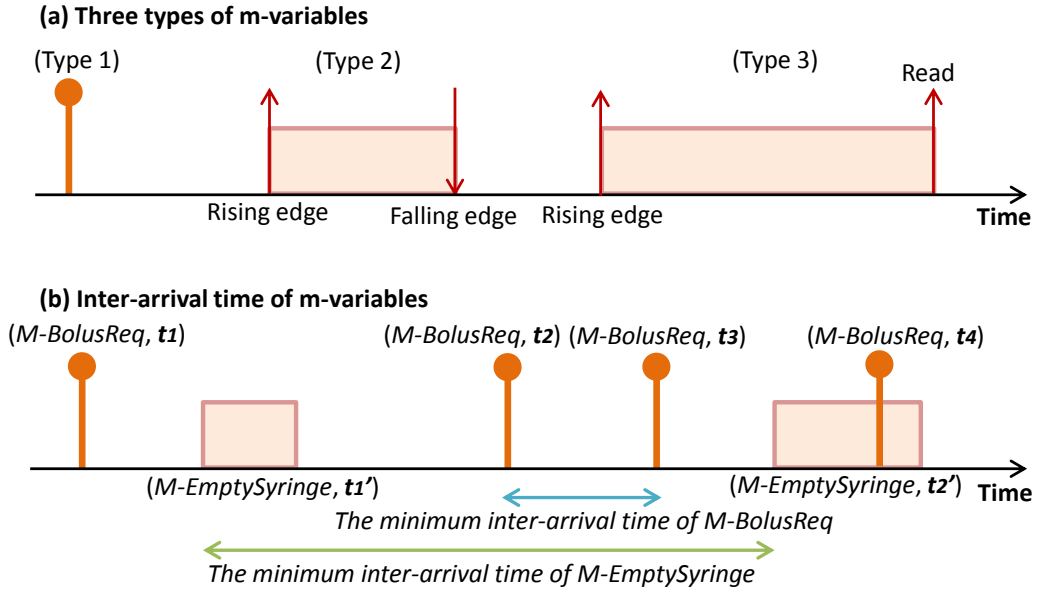 (a) Three types of m-variables
(Type 1)
(Type 2)
(Type 3)
Read
Rising edge
Falling edge
Rising edge
Time
(b) Inter-arrival time of m-variables
(M-BolusReq, t1)
(M-BolusReq, t2)
(M-BolusReq, t3)
(M-BolusReq, t4)
(M-EmptySyringe, t1’)
(M-EmptySyringe, t2’)
Time
The minimum inter-arrival time of M-BolusReq
The minimum inter-arrival time of M-EmptySyringe